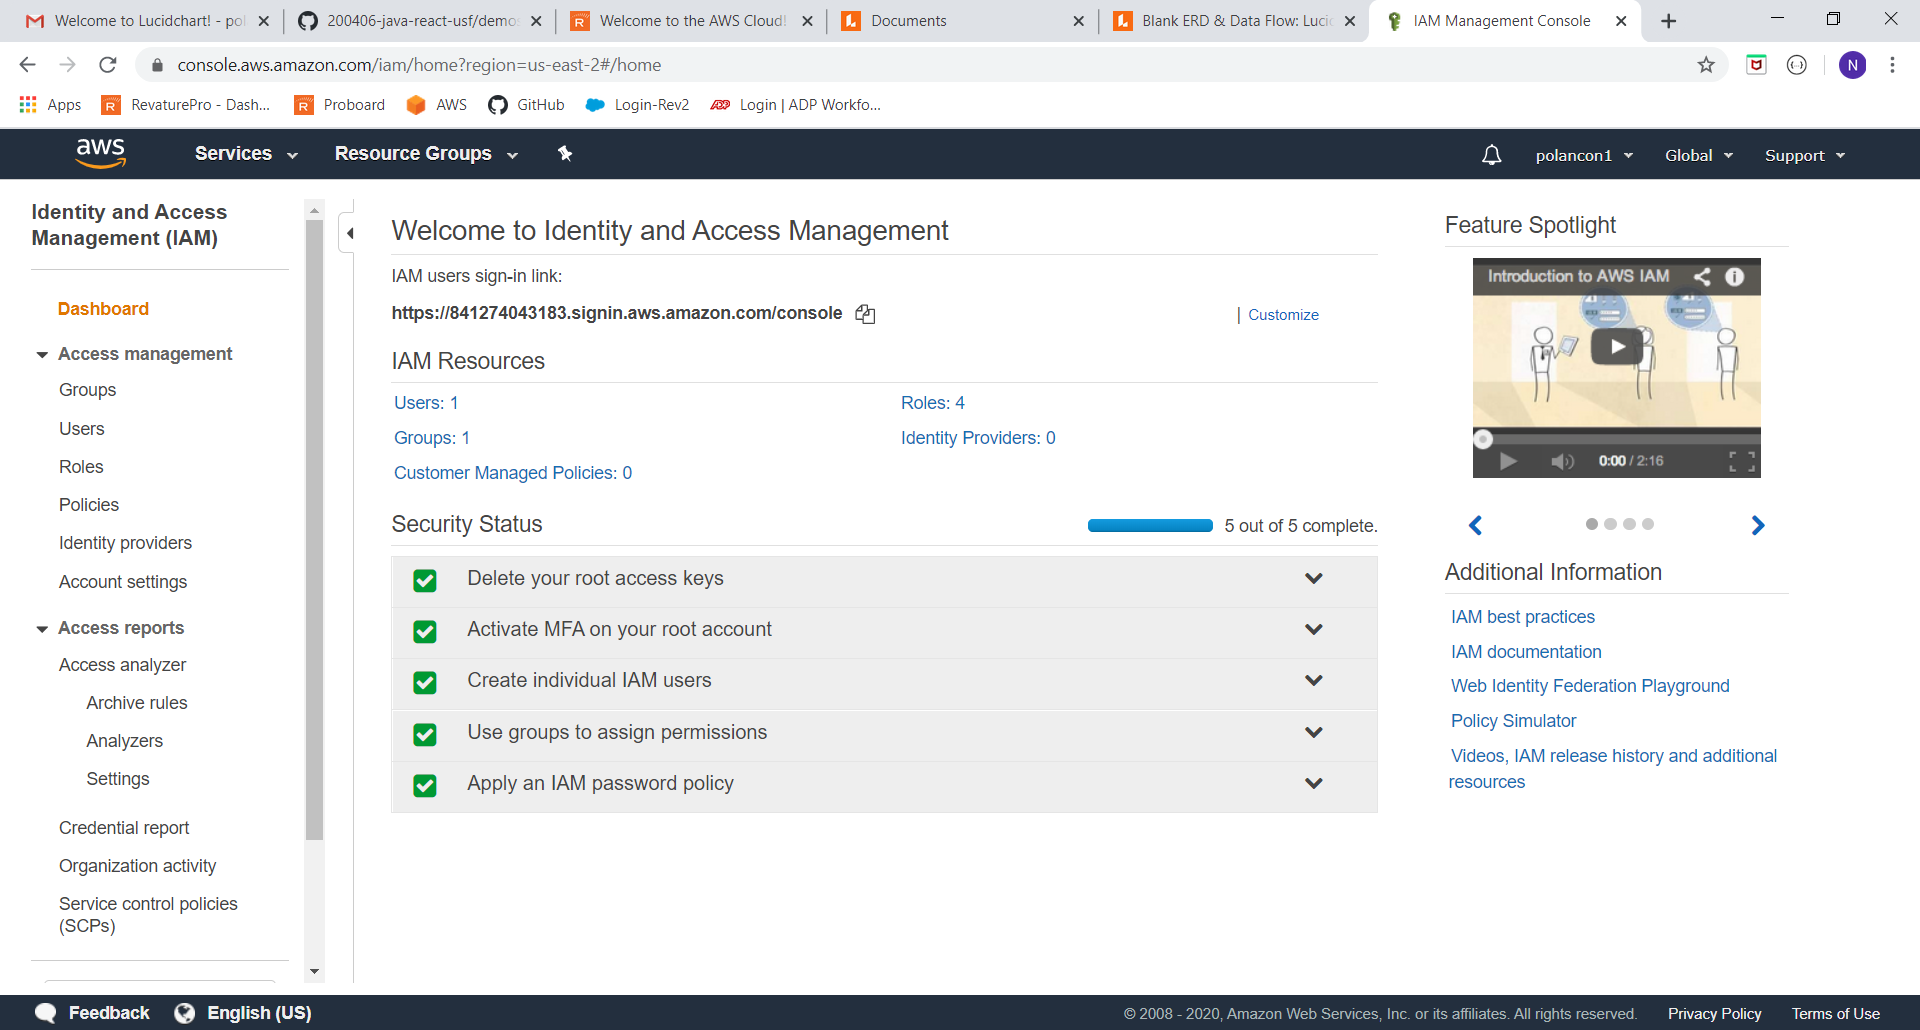 Welcome to Lucidchart! - pol
200406-java-react-usf/demo
Welcome to the AWS Cloud!
Documents
Blank ERD & Data Flow: Luci
IAM Management Console
console.aws.amazon.com/iam/home?region=us-east-2#/home
N
Apps
RevaturePro - Dash...
Proboard
AWS
GitHub
Login-Rev2
Login | ADP Workfo...
aws
Services
Resource Groups
polancon1
Global
Support
Identity and Access
Management (IAM)
Dashboard
Access management
Groups
Users
Roles
Policies
Identity providers
Account settings
Access reports
Access analyzer
Archive rules
Analyzers
Settings
Credential report
Organization activity
Service control policies
(SCPs)
Welcome to Identity and Access Management
IAM users sign-in link:
https://841274043183.signin.aws.amazon.com/console
| Customize
IAM Resources
Users: 1
Roles: 4
Groups: 1
Identity Providers: 0
Customer Managed Policies: 0
Security Status
5 out of 5 complete.
Delete your root access keys
Activate MFA on your root account
Create individual IAM users
Use groups to assign permissions
Apply an IAM password policy
Feature Spotlight
Introduction to AWS IAM
0:00 / 2:16
Additional Information
IAM best practices
IAM documentation
Web Identity Federation Playground
Policy Simulator
Videos, IAM release history and additional
resources
Feedback
English (US)
© 2008 - 2020, Amazon Web Services, Inc. or its affiliates. All rights reserved.
Privacy Policy
Terms of Use